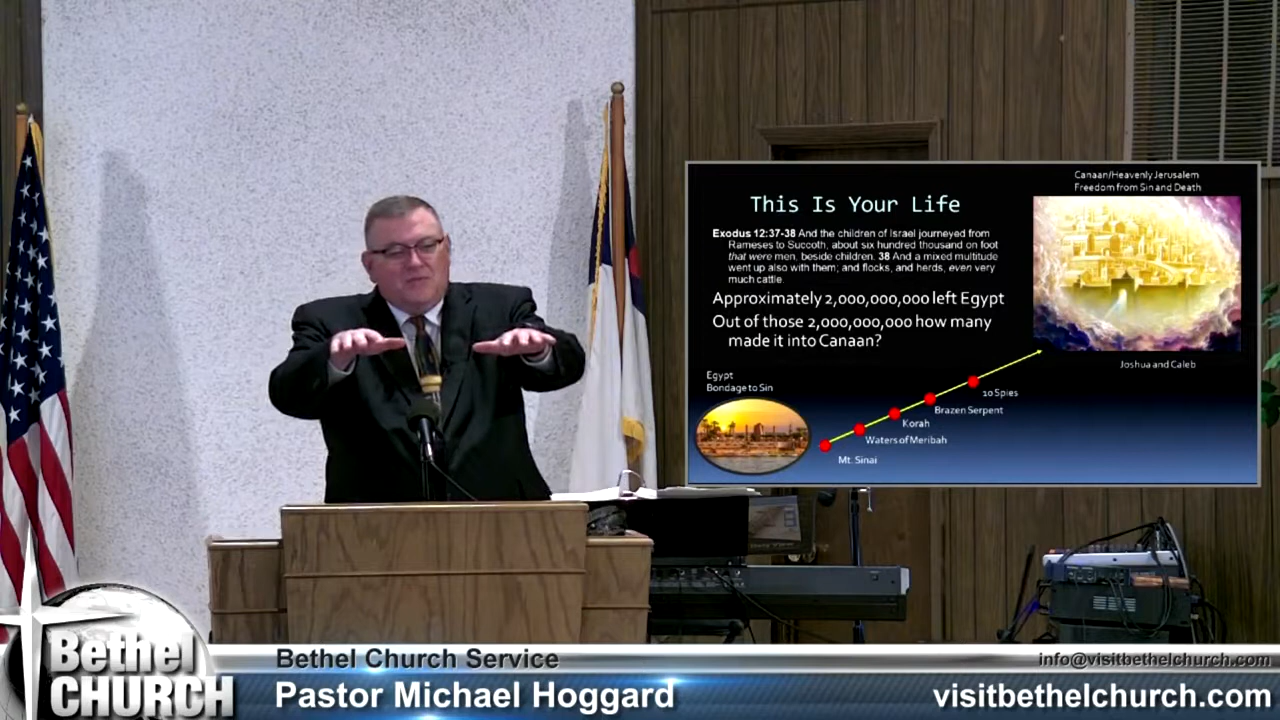 Canaan/Heavenly Jerusalem
Freedom from Sin and Death
This Is Your Life
Exodus 12:37-38 And the children of Israel journeyed from
Rameses to Succoth, about six hundred thousand on foot
that were men, beside children. 38 And a mixed multitude
went up also with them; and flocks, and herds, even very
much cattle.
Approximately 2,000,000,000 left Egypt
Out of those 2,000,000,000 how many
made it into Canaan?
Joshua and Caleb
Egypt
Bondage to Sin
10 Spies
Brazen Serpent
Korah
Waters of Meribah
Mt. Sinai
Bethel
CHURCH
Bethel Church Service
Pastor Michael Hoggard
info@visitbethelchurch.com
visitbethelchurch.com